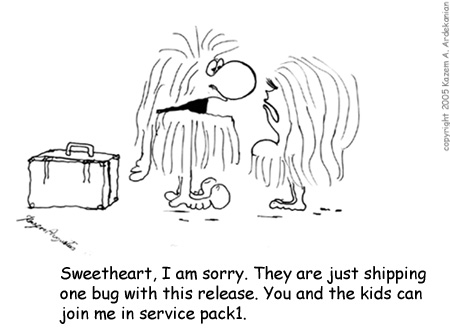 copyright 2005 Kazem A. Ardekanian
Sweetheart, I am sorry. They are just shipping
one bug with this release. You and the kids can
join me in service pack1.